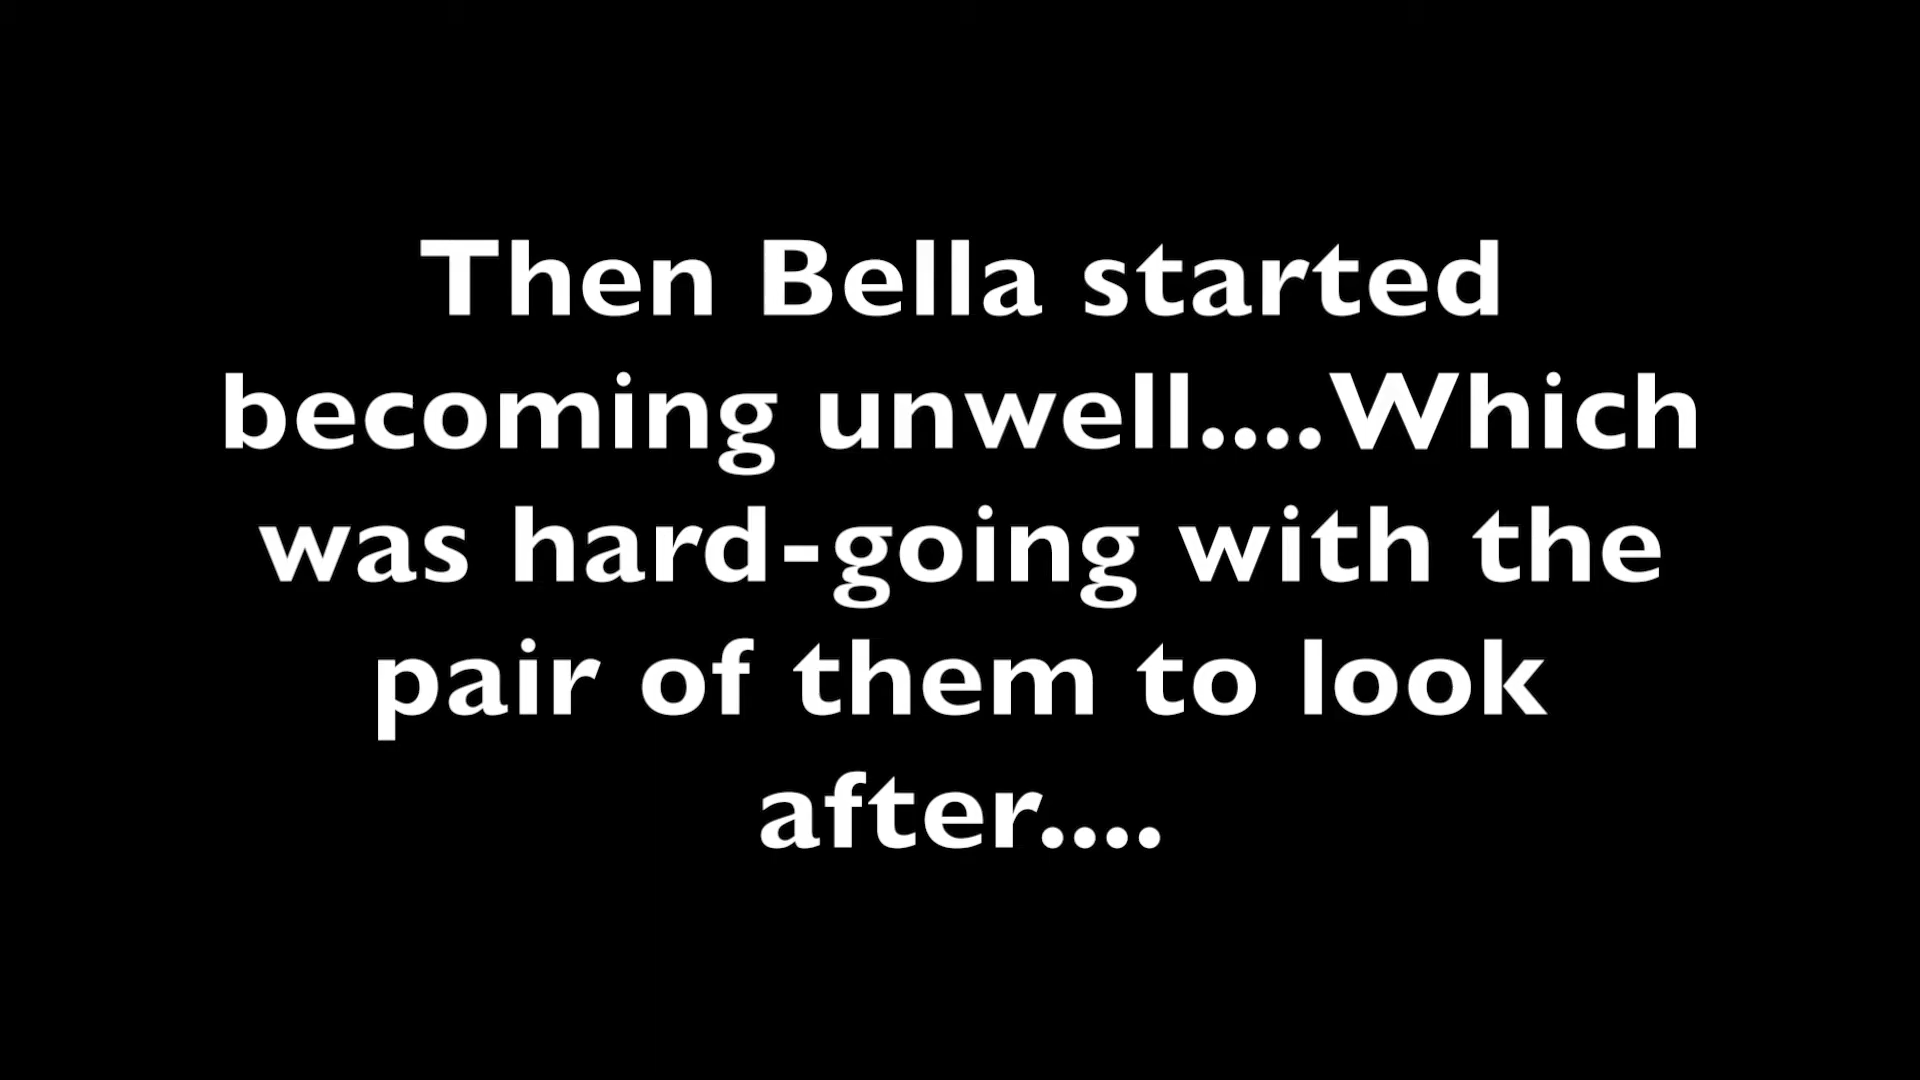 Then Bella started
becoming unwell....Which
was hard-going with the
pair of them to look
after....